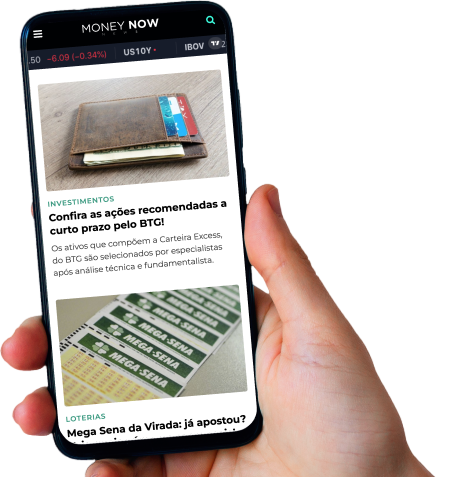 MONEY NOW
NEWS
.50 −6.09 (−0.34%) US10Y IBOV
INVESTIMENTOS
Confira as ações recomendadas a
curto prazo pelo BTG!
Os ativos que compõem a Carteira Excess,
do BTG são selecionados por especialistas
após análise técnica e fundamentalista.
MEGA-SENA
MEGA-SENA
MEGA-SENA
LOTERIAS
Mega Sena da Virada: já apostou?